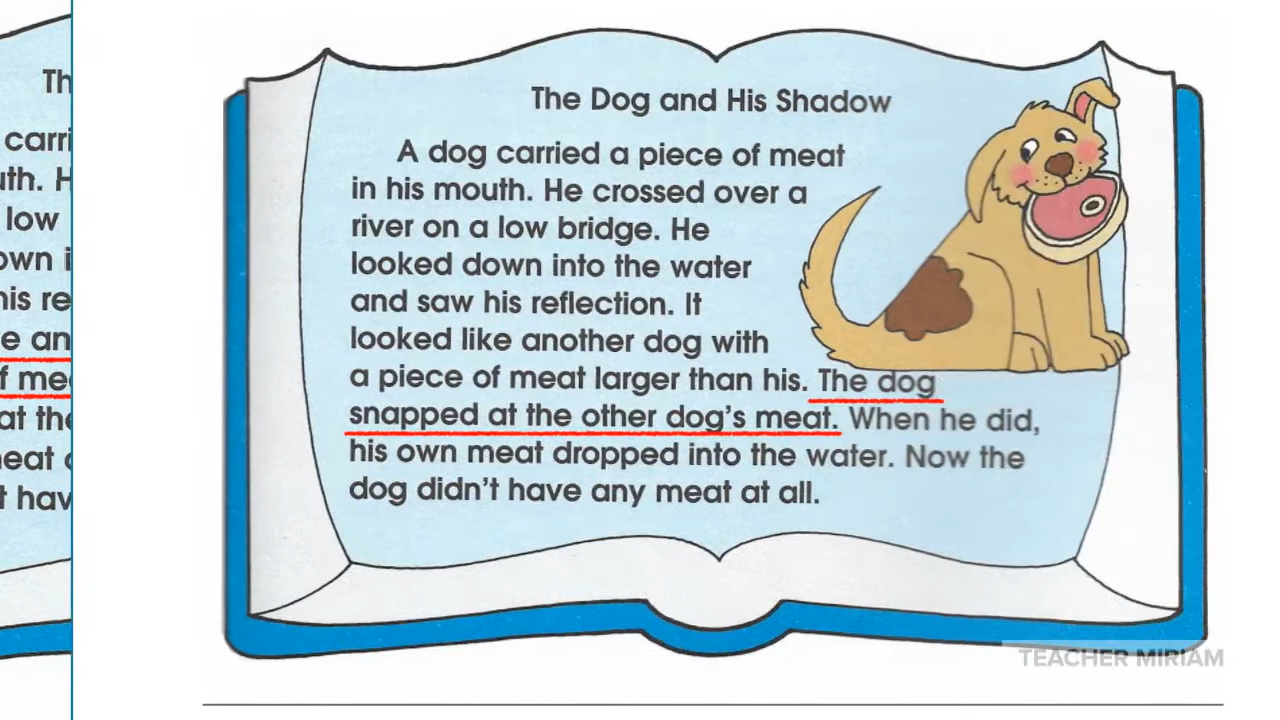 The Dog and His Shadow
A dog carried a piece of meat
in his mouth. He crossed over a
river on a low bridge. He
looked down into the water
and saw his reflection. It
looked like another dog with
a piece of meat larger than his. The dog
snapped at the other dog's meat. When he did,
his own meat dropped into the water. Now the
dog didn't have any meat at all.
TEACHER MIRIAM